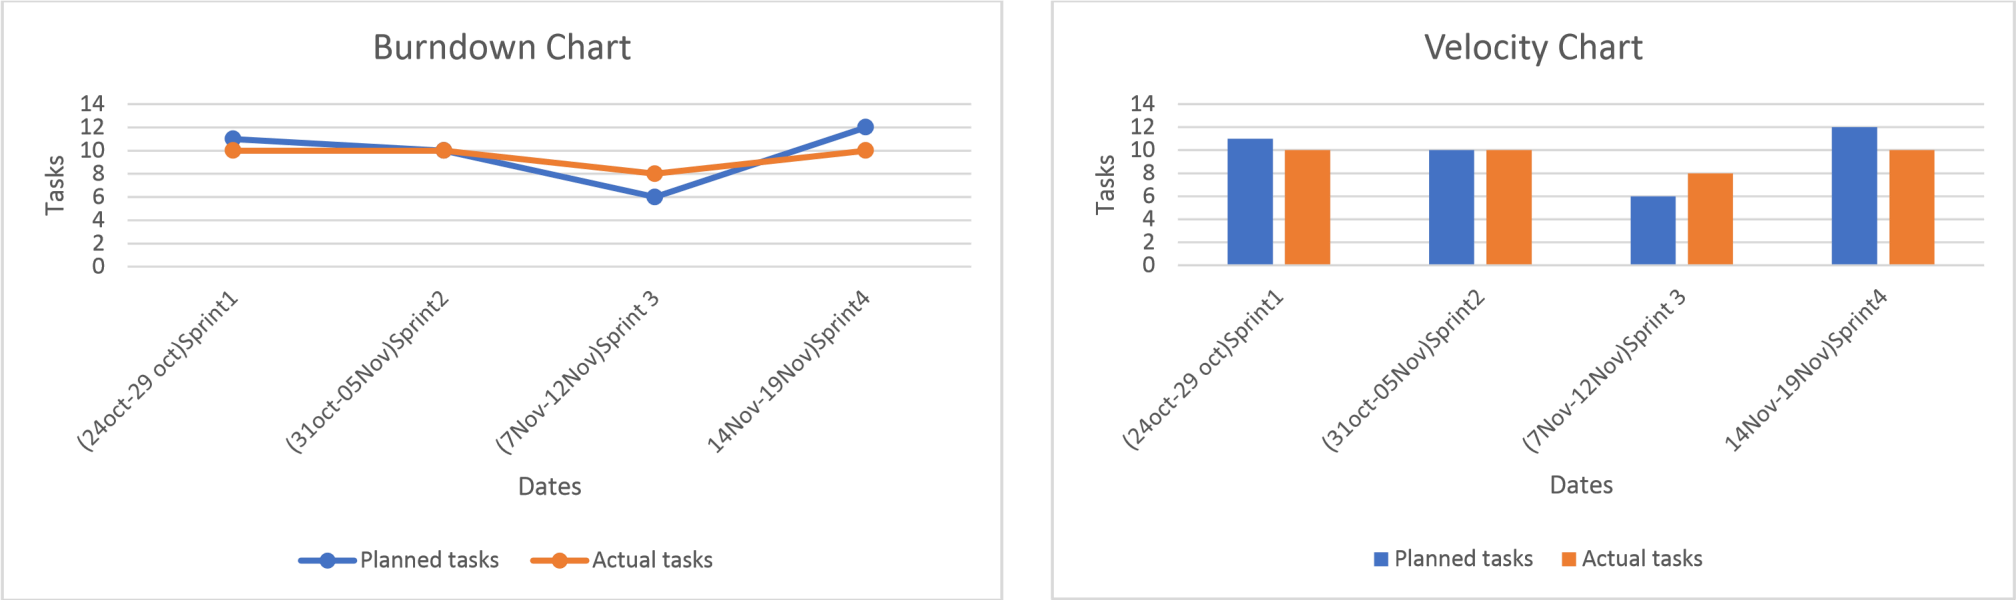 Burndown Chart
14
12
10
8
6
4
2
0
Tasks
(24oct-29 oct)Sprint1
(31oct-05Nov)Sprint2
(7Nov-12Nov)Sprint 3
14Nov-19Nov)Sprint4
Dates
Planned tasks
Actual tasks
Velocity Chart
14
12
10
8
6
4
2
0
Tasks
(24oct-29 oct)Sprint1
(31oct-05Nov)Sprint2
(7Nov-12Nov)Sprint 3
14Nov-19Nov)Sprint4
Dates
Planned tasks
Actual tasks